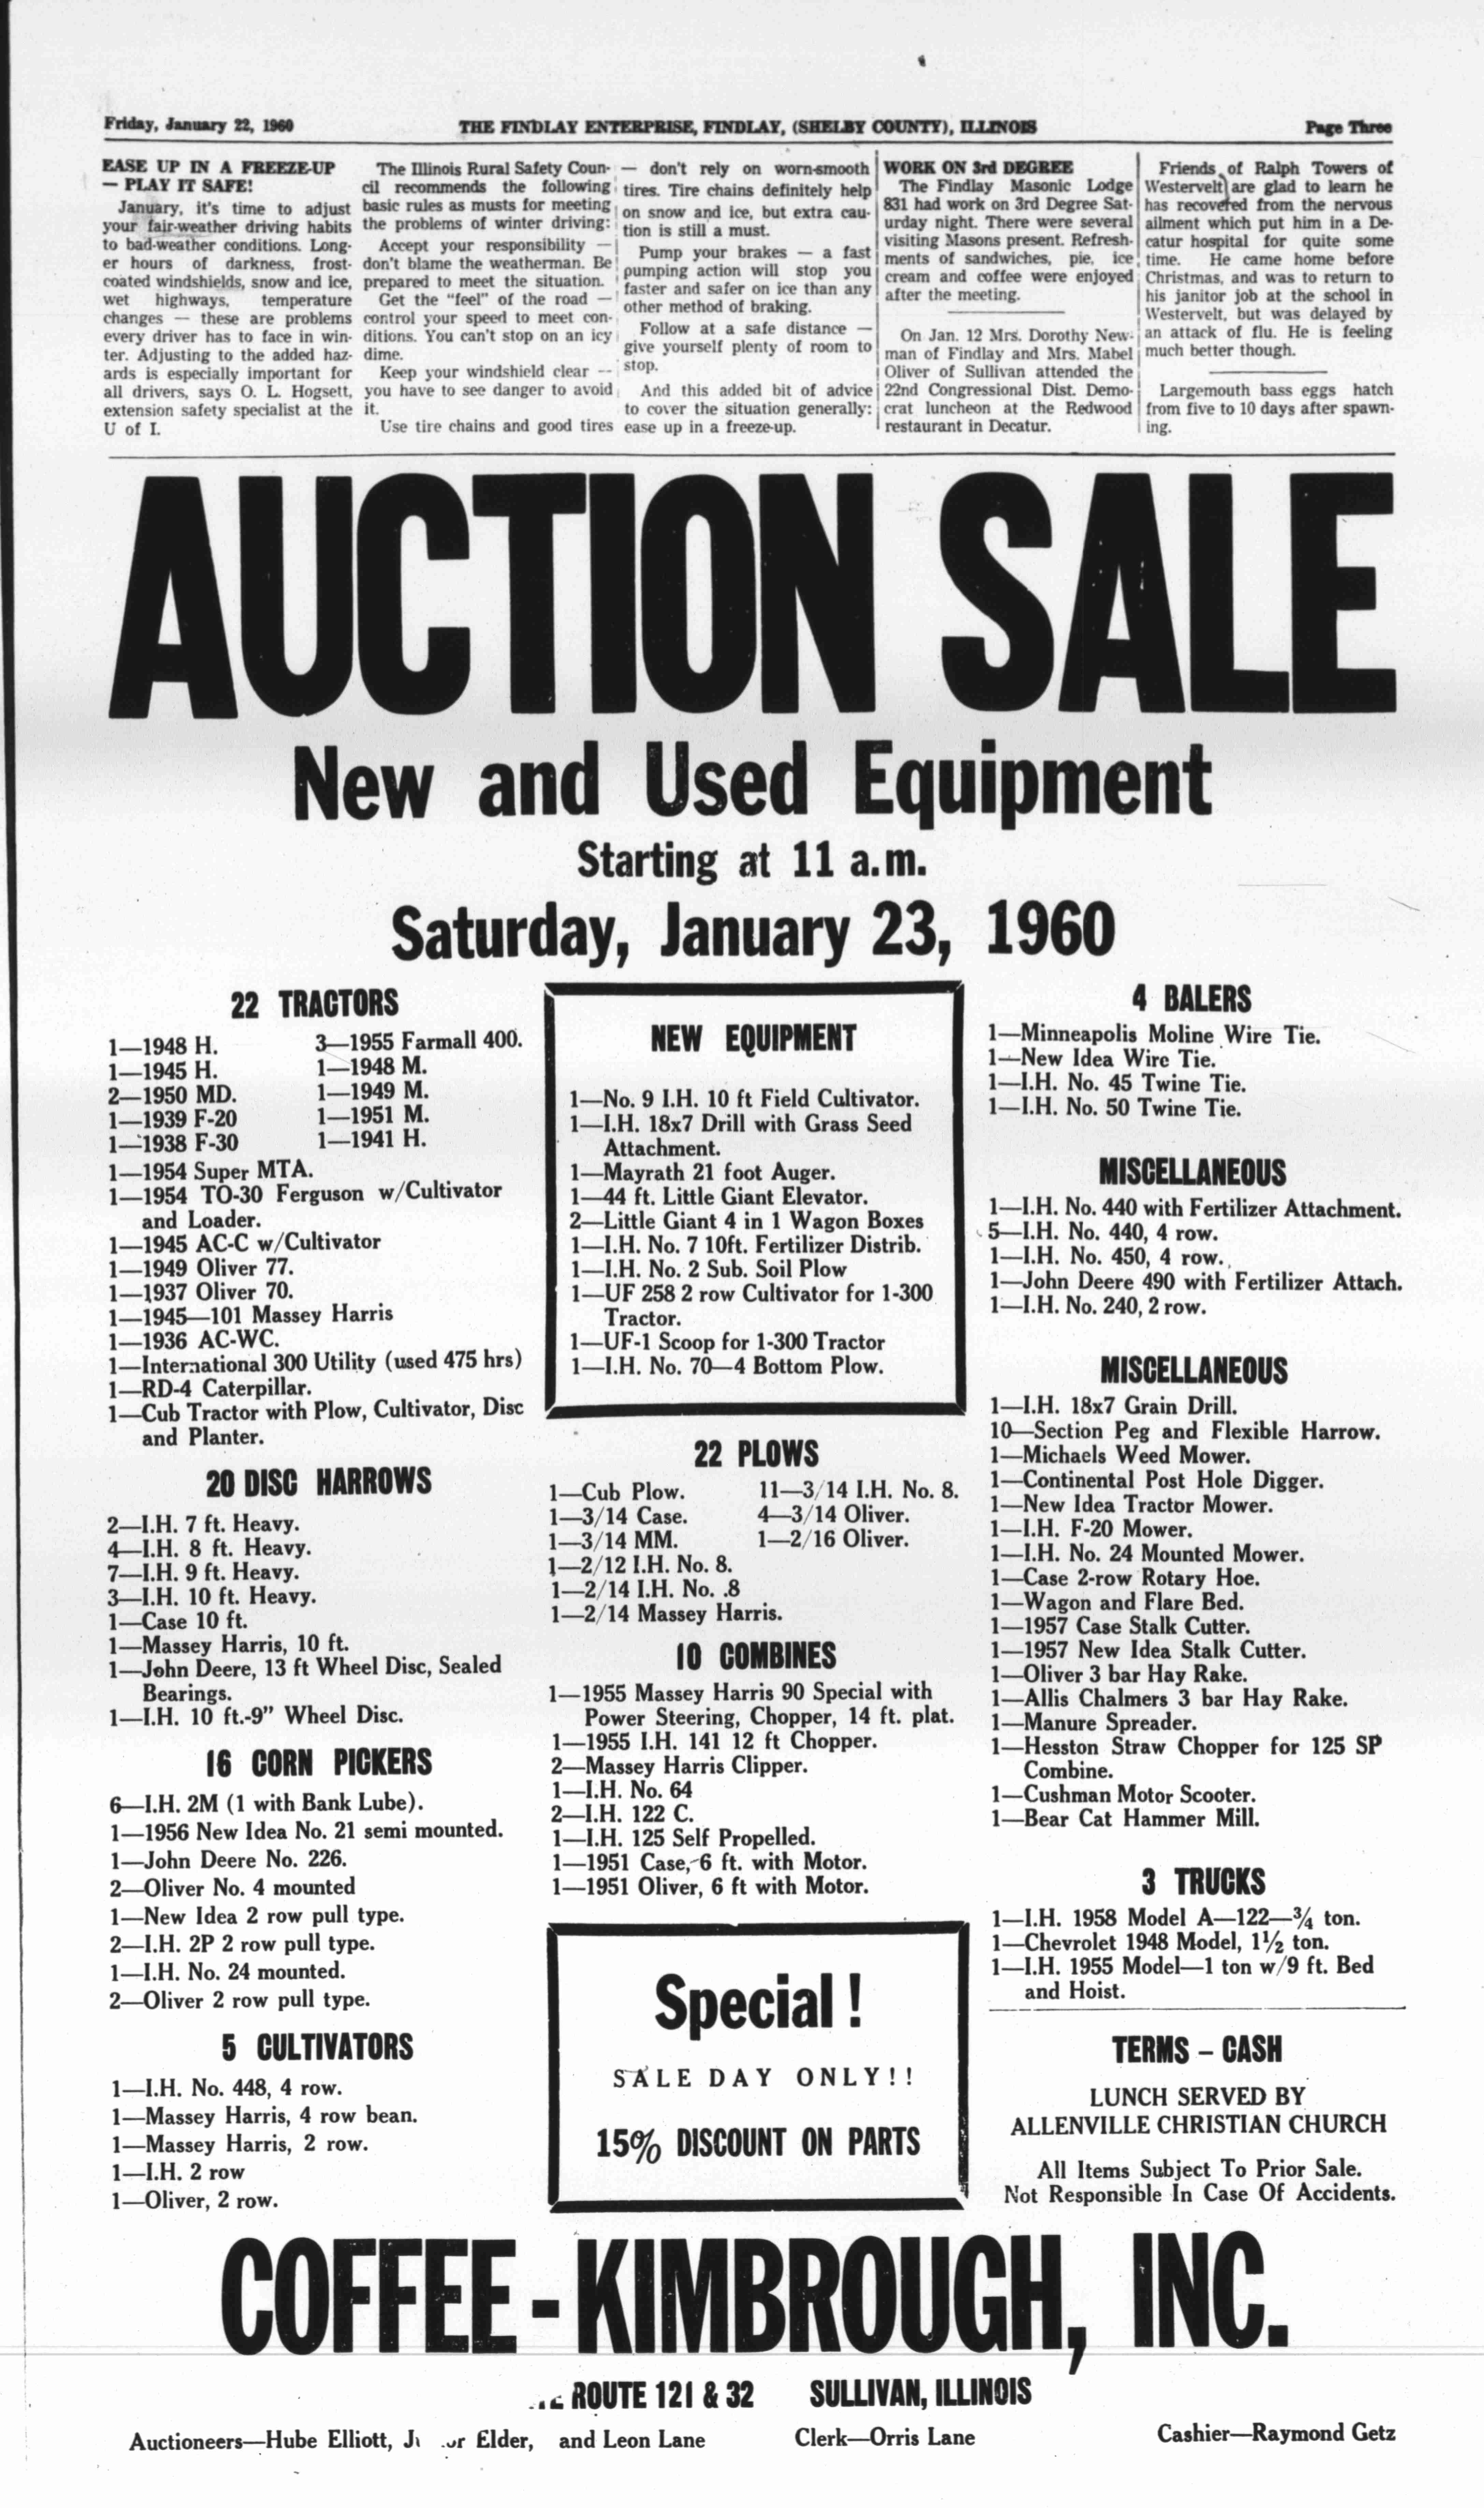 Friday, January 22, 1960
THE FINDLAY ENTERPRISE, FINDLAY, (SHELBY COUNTY), ILLINOIS
Page Three
EASE UP IN A FREEZE-UP
— PLAY IT SAFE!
January, it's time to adjust
your fair-weather driving habits
to bad-weather conditions. Long-
er hours of darkness, frost-
coated windshields, snow and ice,
wet highways, temperature
changes — these are problems
every driver has to face in win-
ter. Adjusting to the added haz-
ards is especially important for
all drivers, says O. L. Hogsett,
extension safety specialist at the
U of I.
The Illinois Rural Safety Coun-
cil recommends the following
basic rules as musts for meeting
the problems of winter driving:
Accept your responsibility —
don't blame the weatherman. Be
prepared to meet the situation.
Get the "feel" of the road —
control your speed to meet con-
ditions. You can't stop on an icy
dime.
Keep your windshield clear --
you have to see danger to avoid
it.
Use tire chains and good tires
— don't rely on worn-smooth
tires. Tire chains definitely help
on snow and ice, but extra cau-
tion is still a must.
Pump your brakes — a fast
pumping action will stop you
faster and safer on ice than any
other method of braking.
Follow at a safe distance —
give yourself plenty of room to
stop.
And this added bit of advice
to cover the situation generally:
ease up in a freeze-up.
WORK ON 3rd DEGREE
The Findlay Masonic Lodge
831 had work on 3rd Degree Sat-
urday night. There were several
visiting Masons present. Refresh-
ments of sandwiches, pie, ice
cream and coffee were enjoyed
after the meeting.
On Jan. 12 Mrs. Dorothy New-
man of Findlay and Mrs. Mabel
Oliver of Sullivan attended the
22nd Congressional Dist. Demo-
crat luncheon at the Redwood
restaurant in Decatur.
Friends of Ralph Towers of
Westervelt are glad to learn he
has recovered from the nervous
ailment which put him in a De-
catur hospital for quite some
time. He came home before
Christmas, and was to return to
his janitor job at the school in
Westervelt, but was delayed by
an attack of flu. He is feeling
much better though.
Largemouth bass eggs hatch
from five to 10 days after spawn-
ing.
AUCTION SALE
New and Used Equipment
Starting at 11 a.m.
Saturday, January 23, 1960
22 TRACTORS
1—1948 H.
1—1945 H.
2—1950 MD.
1—1939 F-20
1—1938 F-30
3—1955 Farmall 400.
1—1948 M.
1—1949 M.
1—1951 M.
1—1941 H.
1—1954 Super MTA.
1—1954 TO-30 Ferguson w/Cultivator
and Loader.
1—1945 AC-C w/Cultivator
1—1949 Oliver 77.
1—1937 Oliver 70.
1—1945—101 Massey Harris
1—1936 AC-WC.
1—International 300 Utility (used 475 hrs)
1—RD-4 Caterpillar.
1—Cub Tractor with Plow, Cultivator, Disc
and Planter.
20 DISC HARROWS
2—I.H. 7 ft. Heavy.
4—I.H. 8 ft. Heavy.
7—I.H. 9 ft. Heavy.
3—I.H. 10 ft. Heavy.
1—Case 10 ft.
1—Massey Harris, 10 ft.
1—John Deere, 13 ft Wheel Disc, Sealed
Bearings.
1—I.H. 10 ft.-9" Wheel Disc.
16 CORN PICKERS
6—I.H. 2M (1 with Bank Lube).
1—1956 New Idea No. 21 semi mounted.
1—John Deere No. 226.
2—Oliver No. 4 mounted
1—New Idea 2 row pull type.
2—I.H. 2P 2 row pull type.
1—I.H. No. 24 mounted.
2—Oliver 2 row pull type.
5 CULTIVATORS
1—I.H. No. 448, 4 row.
1—Massey Harris, 4 row bean.
1—Massey Harris, 2 row.
1—I.H. 2 row
1—Oliver, 2 row.
NEW EQUIPMENT
1—No. 9 I.H. 10 ft Field Cultivator.
1—I.H. 18x7 Drill with Grass Seed
Attachment.
1—Mayrath 21 foot Auger.
1—44 ft. Little Giant Elevator.
2—Little Giant 4 in 1 Wagon Boxes
1—I.H. No. 7 10ft. Fertilizer Distrib.
1—I.H. No. 2 Sub. Soil Plow
1—UF 258 2 row Cultivator for 1-300
Tractor.
1—UF-1 Scoop for 1-300 Tractor
1—I.H. No. 70—4 Bottom Plow.
22 PLOWS
1—Cub Plow.
1—3/14 Case.
1—3/14 MM.
11—3/14 I.H. No. 8.
4—3/14 Oliver.
1—2/16 Oliver.
1—2/12 I.H. No. 8.
1—2/14 I.H. No. .8
1—2/14 Massey Harris.
10 COMBINES
1—1955 Massey Harris 90 Special with
Power Steering, Chopper, 14 ft. plat.
1—1955 I.H. 141 12 ft Chopper.
2—Massey Harris Clipper.
1—I.H. No. 64
2—I.H. 122 C.
1—I.H. 125 Self Propelled.
1—1951 Case, 6 ft. with Motor.
1—1951 Oliver, 6 ft with Motor.
Special!
SALE DAY ONLY!!
15% DISCOUNT ON PARTS
4 BALERS
1—Minneapolis Moline Wire Tie.
1—New Idea Wire Tie.
1—I.H. No. 45 Twine Tie.
1—I.H. No. 50 Twine Tie.
MISCELLANEOUS
1—I.H. No. 440 with Fertilizer Attachment.
5—I.H. No. 440, 4 row.
1—I.H. No. 450, 4 row.
1—John Deere 490 with Fertilizer Attach.
1—I.H. No. 240, 2 row.
MISCELLANEOUS
1—I.H. 18x7 Grain Drill.
10—Section Peg and Flexible Harrow.
1—Michaels Weed Mower.
1—Continental Post Hole Digger.
1—New Idea Tractor Mower.
1—I.H. F-20 Mower.
1—I.H. No. 24 Mounted Mower.
1—Case 2-row Rotary Hoe.
1—Wagon and Flare Bed.
1—1957 Case Stalk Cutter.
1—1957 New Idea Stalk Cutter.
1—Oliver 3 bar Hay Rake.
1—Allis Chalmers 3 bar Hay Rake.
1—Manure Spreader.
1—Hesston Straw Chopper for 125 SP
Combine.
1—Cushman Motor Scooter.
1—Bear Cat Hammer Mill.
3 TRUCKS
1—I.H. 1958 Model A—122—¾ ton.
1—Chevrolet 1948 Model, 1½ ton.
1—I.H. 1955 Model—1 ton w/9 ft. Bed
and Hoist.
TERMS – CASH
LUNCH SERVED BY
ALLENVILLE CHRISTIAN CHURCH
All Items Subject To Prior Sale.
Not Responsible In Case Of Accidents.
COFFEE - KIMBROUGH, INC.
ROUTE 121 & 32 SULLIVAN, ILLINOIS
Auctioneers—Hube Elliott, Elder, and Leon Lane
Clerk—Orris Lane
Cashier—Raymond Getz